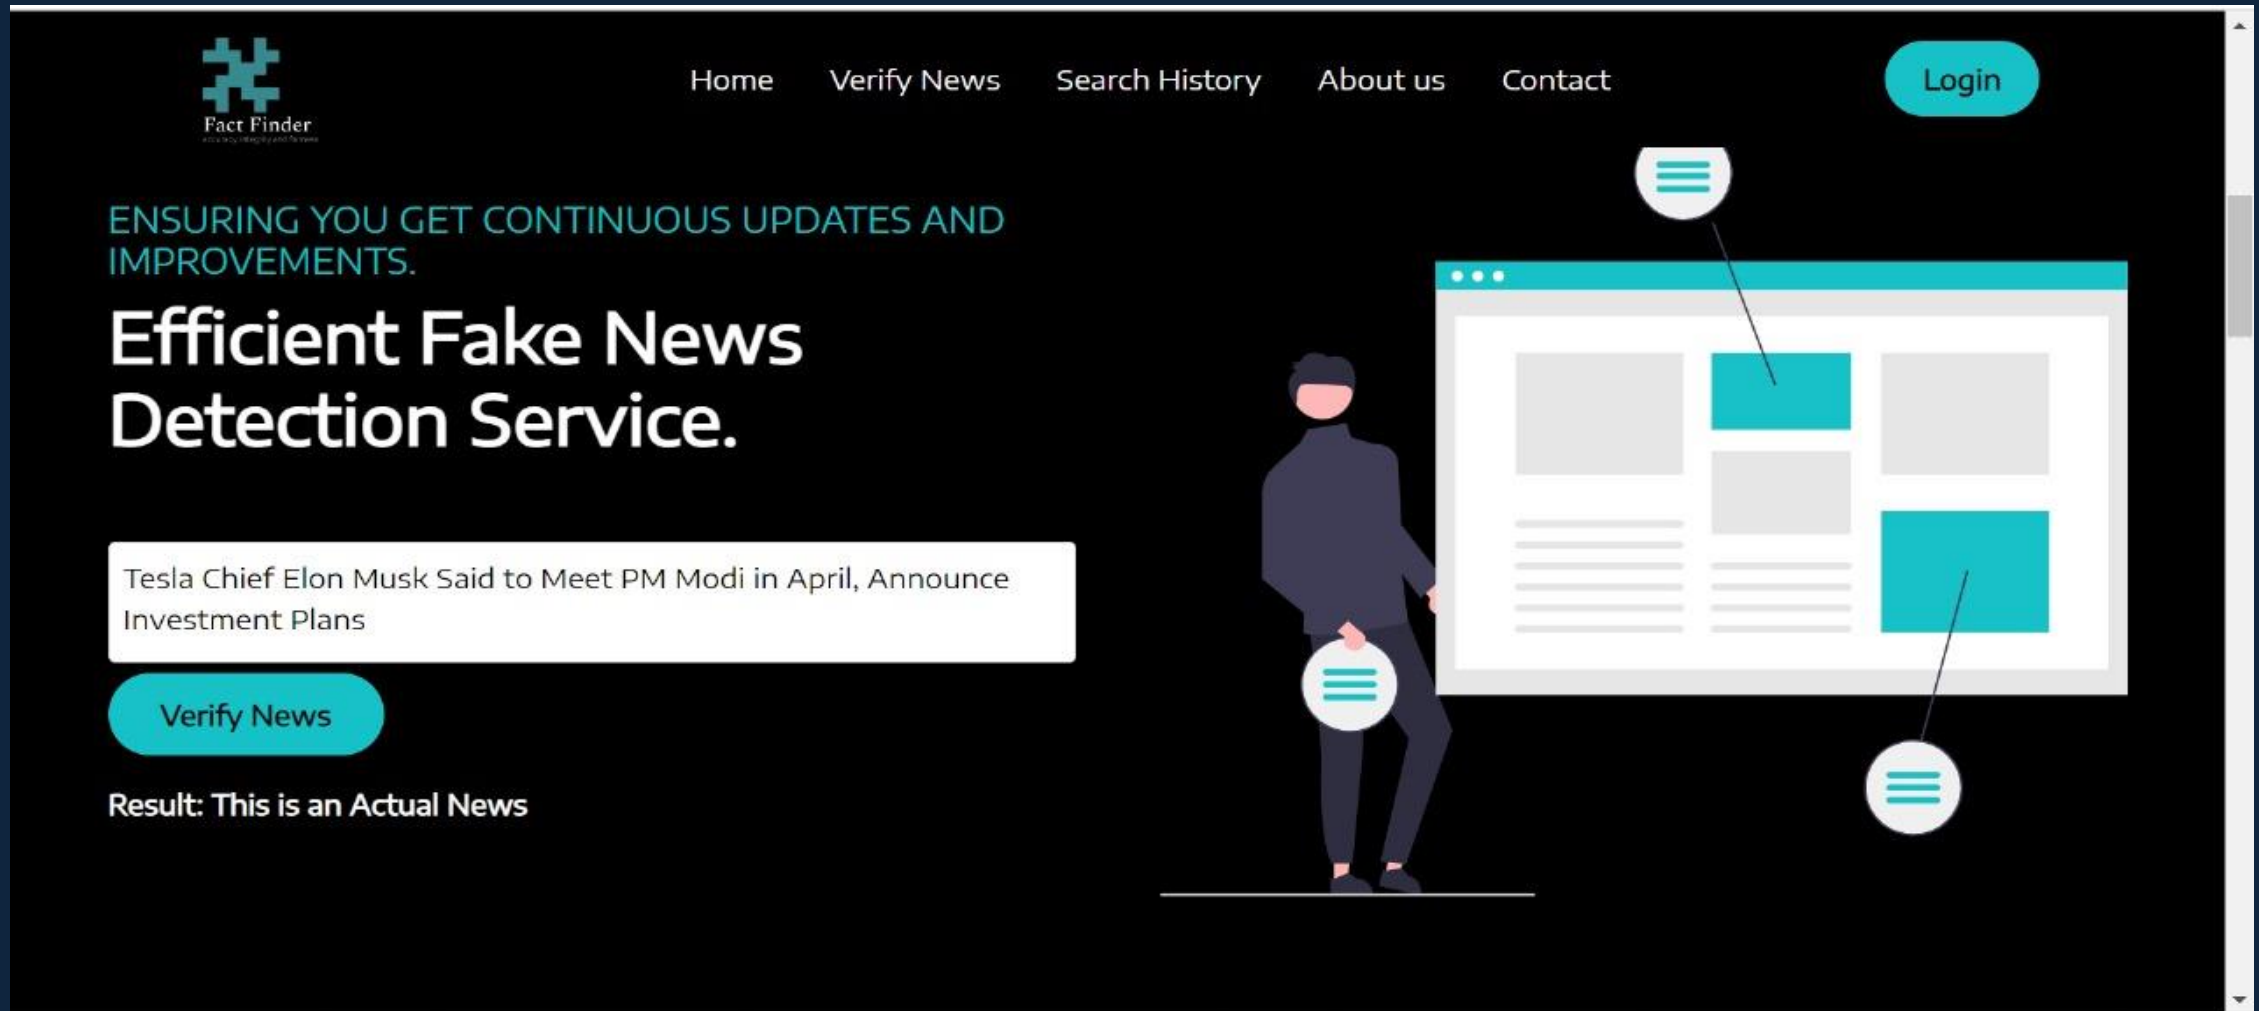 Fact Finder
Home
Verify News
Search History
About us
Contact
Login
ENSURING YOU GET CONTINUOUS UPDATES AND
IMPROVEMENTS.
Efficient Fake News
Detection Service.
Tesla Chief Elon Musk Said to Meet PM Modi in April, Announce
Investment Plans
Verify News
Result: This is an Actual News